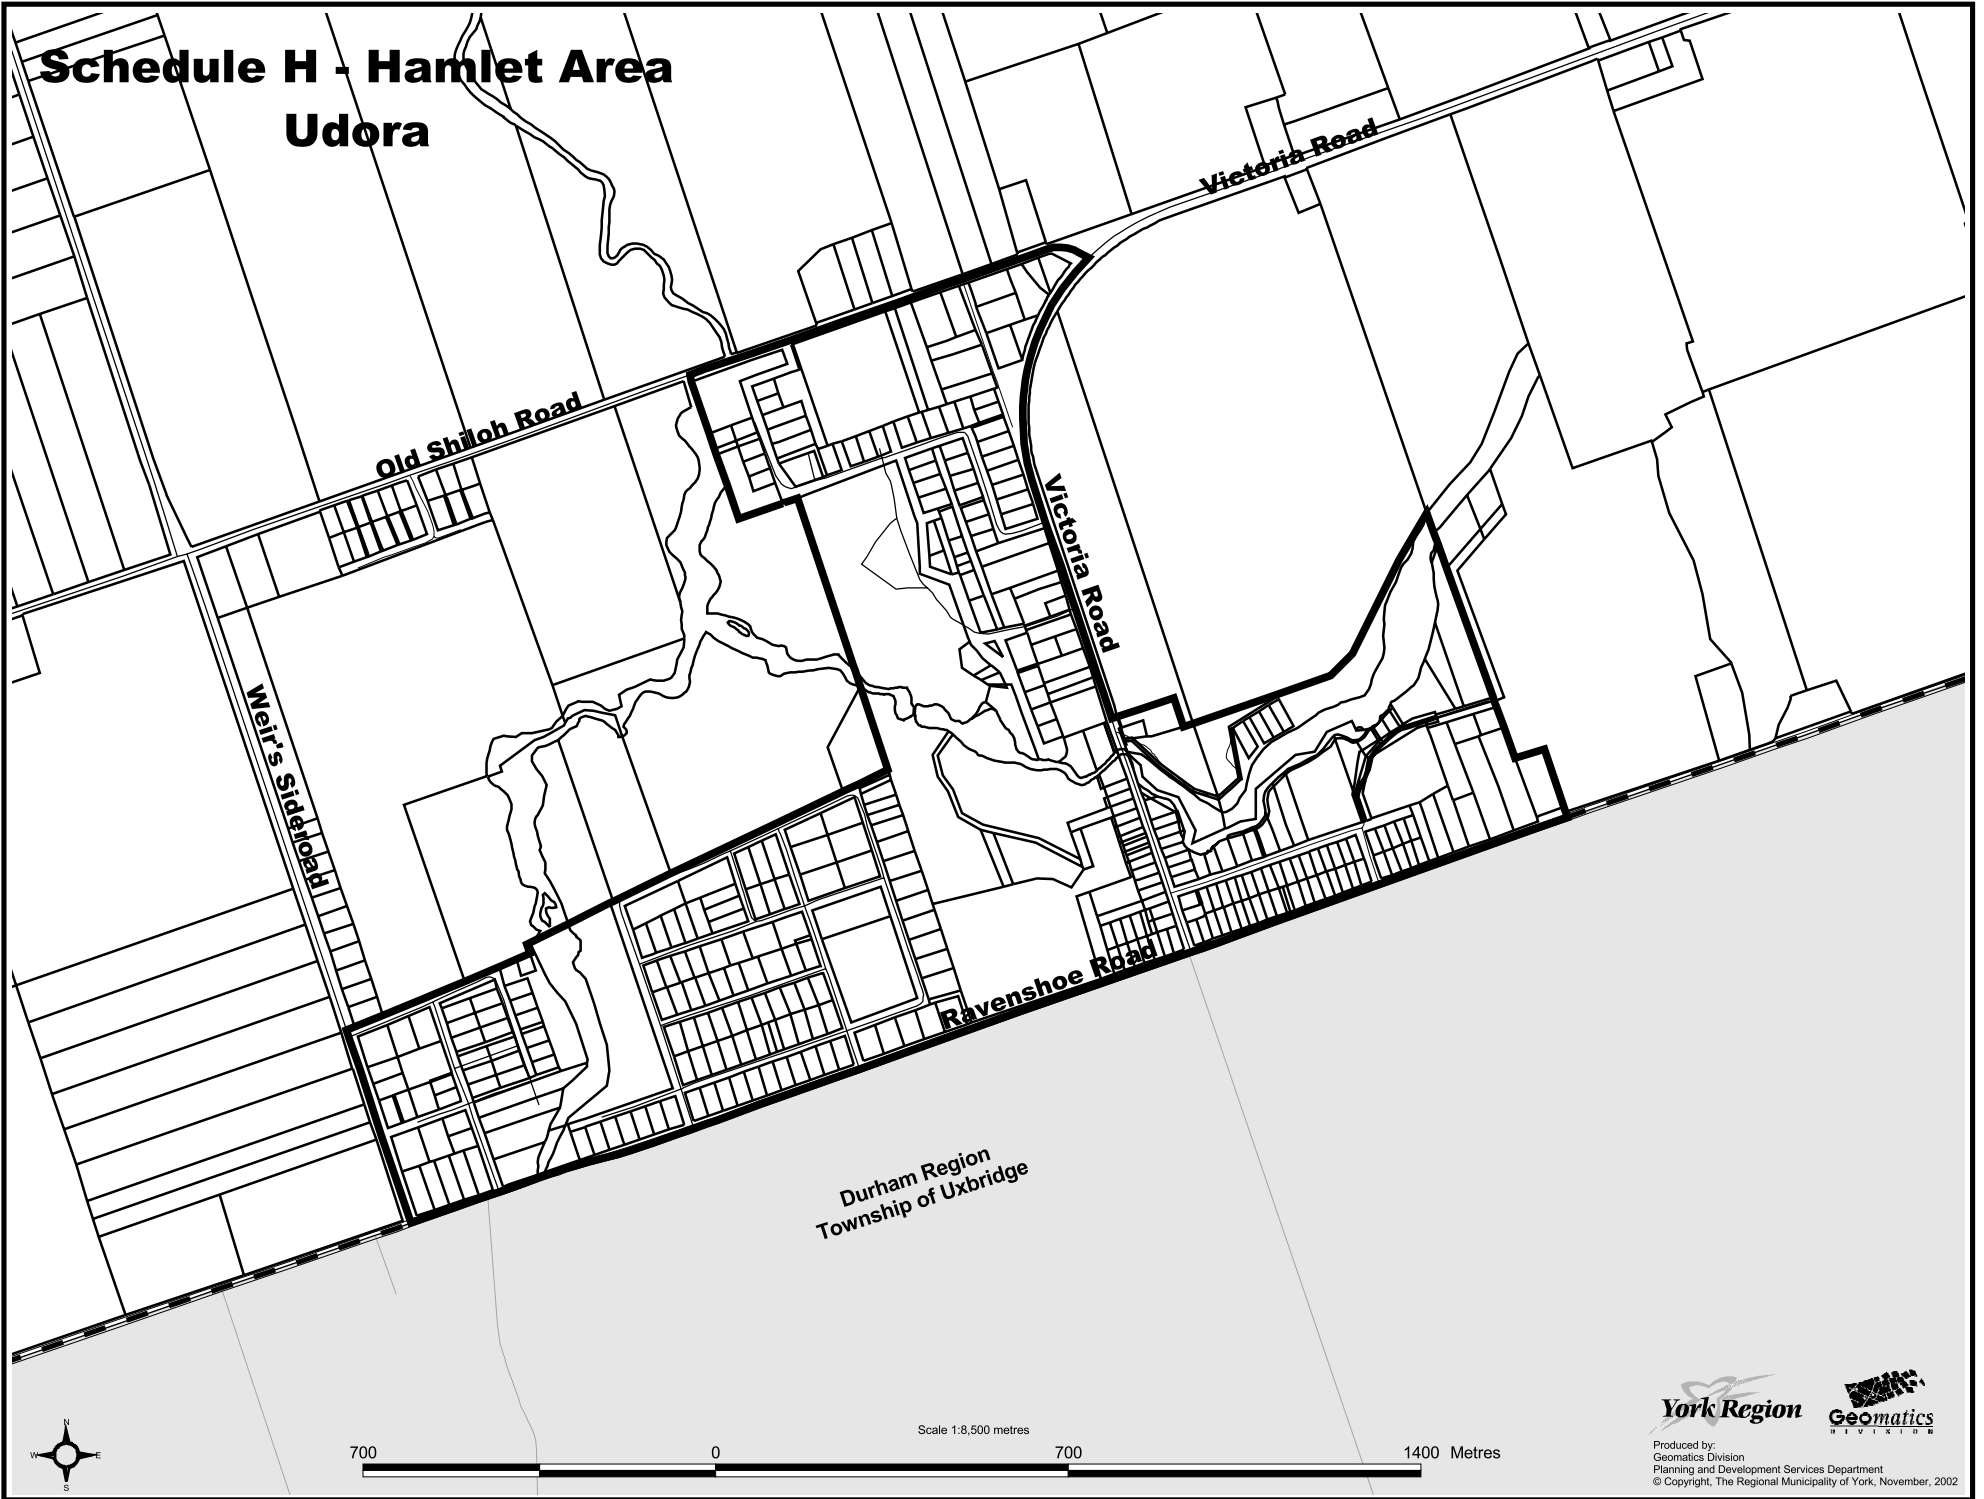 Schedule H - Hamlet Area
Udora
Victoria Road
Old Shiloh Road
Victoria Road
Weir's Sideroad
Ravenshoe Road
Durham Region
Township of Uxbridge
N
W E
S
Scale 1:8,500 metres
700 0 700 1400 Metres
York Region
Geomatics
DIVISION
Produced by:
Geomatics Division
Planning and Development Services Department
© Copyright, The Regional Municipality of York, November, 2002